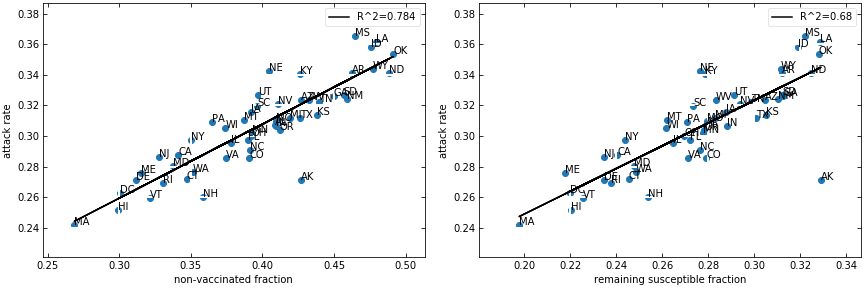 R^2=0.784
0.38
0.36
0.34
0.32
0.30
0.28
0.26
0.24
attack rate
MS
LA
ID
OK
NE
KY
AR
WY
ND
UT
SC
NV
PA
WI
MT
TX
KS
OR
NY
IL
NJ
CA
MD
VA
NC
CO
ME
DE
RI
WA
CT
AK
DC
VT
NH
HI
MA
0.25
0.30
0.35
0.40
0.45
0.50
non-vaccinated fraction
R^2=0.68
0.38
0.36
0.34
0.32
0.30
0.28
0.26
0.24
attack rate
MS
LA
ID
OK
NE
KY
WY
AR
ND
UT
WV
SC
AZ
MT
WI
PA
KS
IN
MN
NY
NJ
CA
MD
WA
VA
NC
CO
ME
DE
RI
CT
AK
DC
VT
NH
HI
MA
0.20
0.22
0.24
0.26
0.28
0.30
0.32
0.34
remaining susceptible fraction